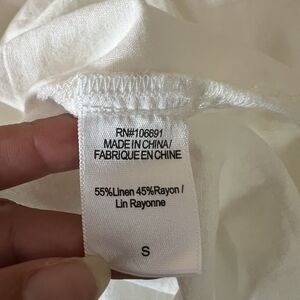 RN#106691
MADE IN CHINA/
FABRIQUE EN CHINE
55%Linen 45%Rayon /
Lin Rayonne
S